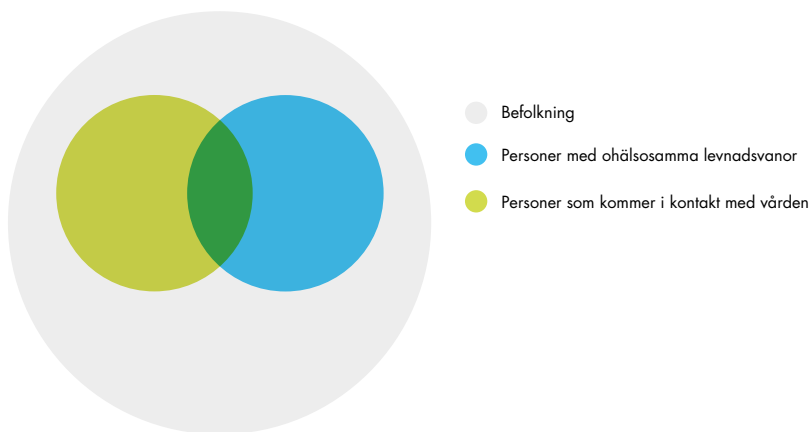 Befolkning
Personer med ohälsosamma levnadsvanor
Personer som kommer i kontakt med vården